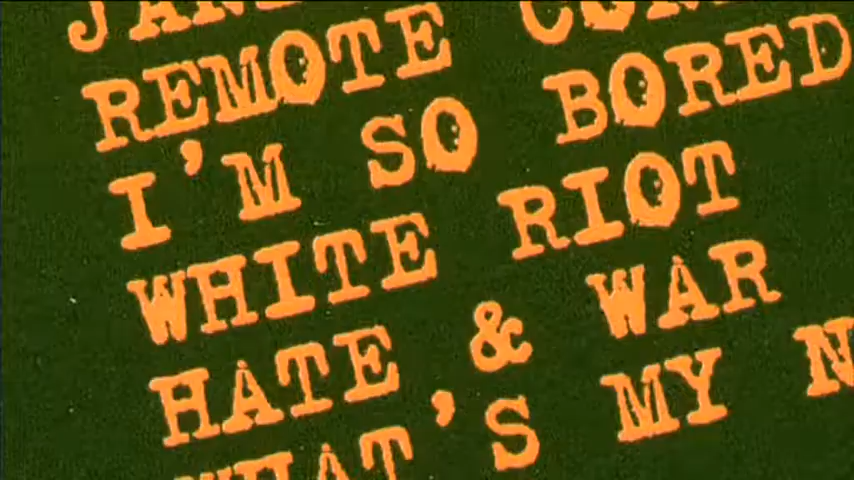 REMOTE
I'M SO BORED
WHITE RIOT
HATE & WAR
WHAT'S MY